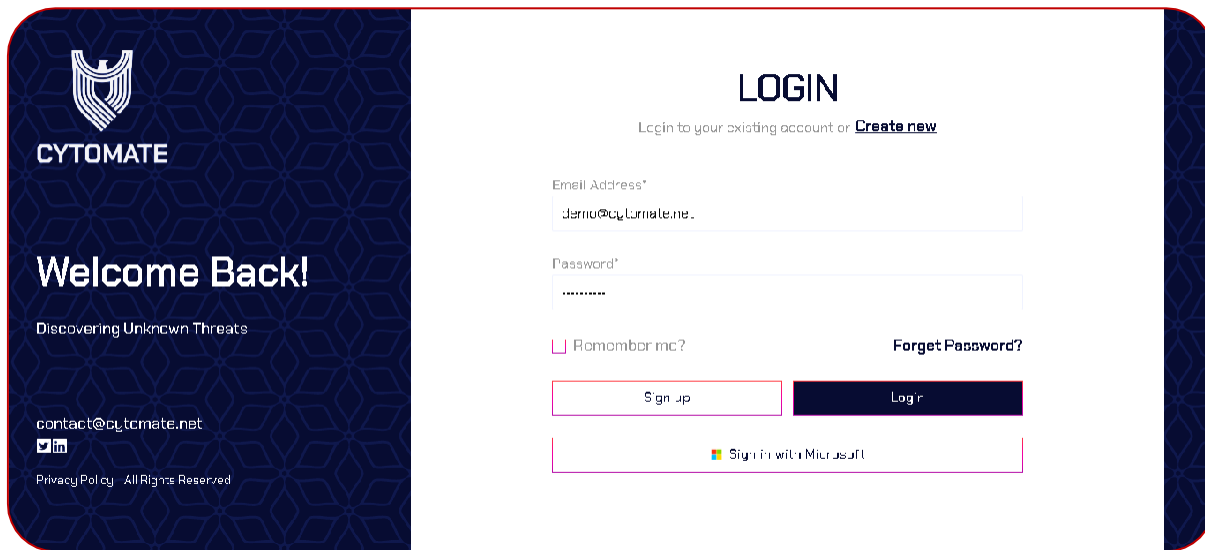 CYTOMATE
Welcome Back!
Discovering Unknown Threats
contact@cytomate.net
Privacy Policy All Rights Reserved
LOGIN
Login to your existing account or Create new
Email Address*
demo@cytomate.net
Password*
••••••••••
Remember me?
Forget Password?
Sign up
Login
Sign in with Microsoft